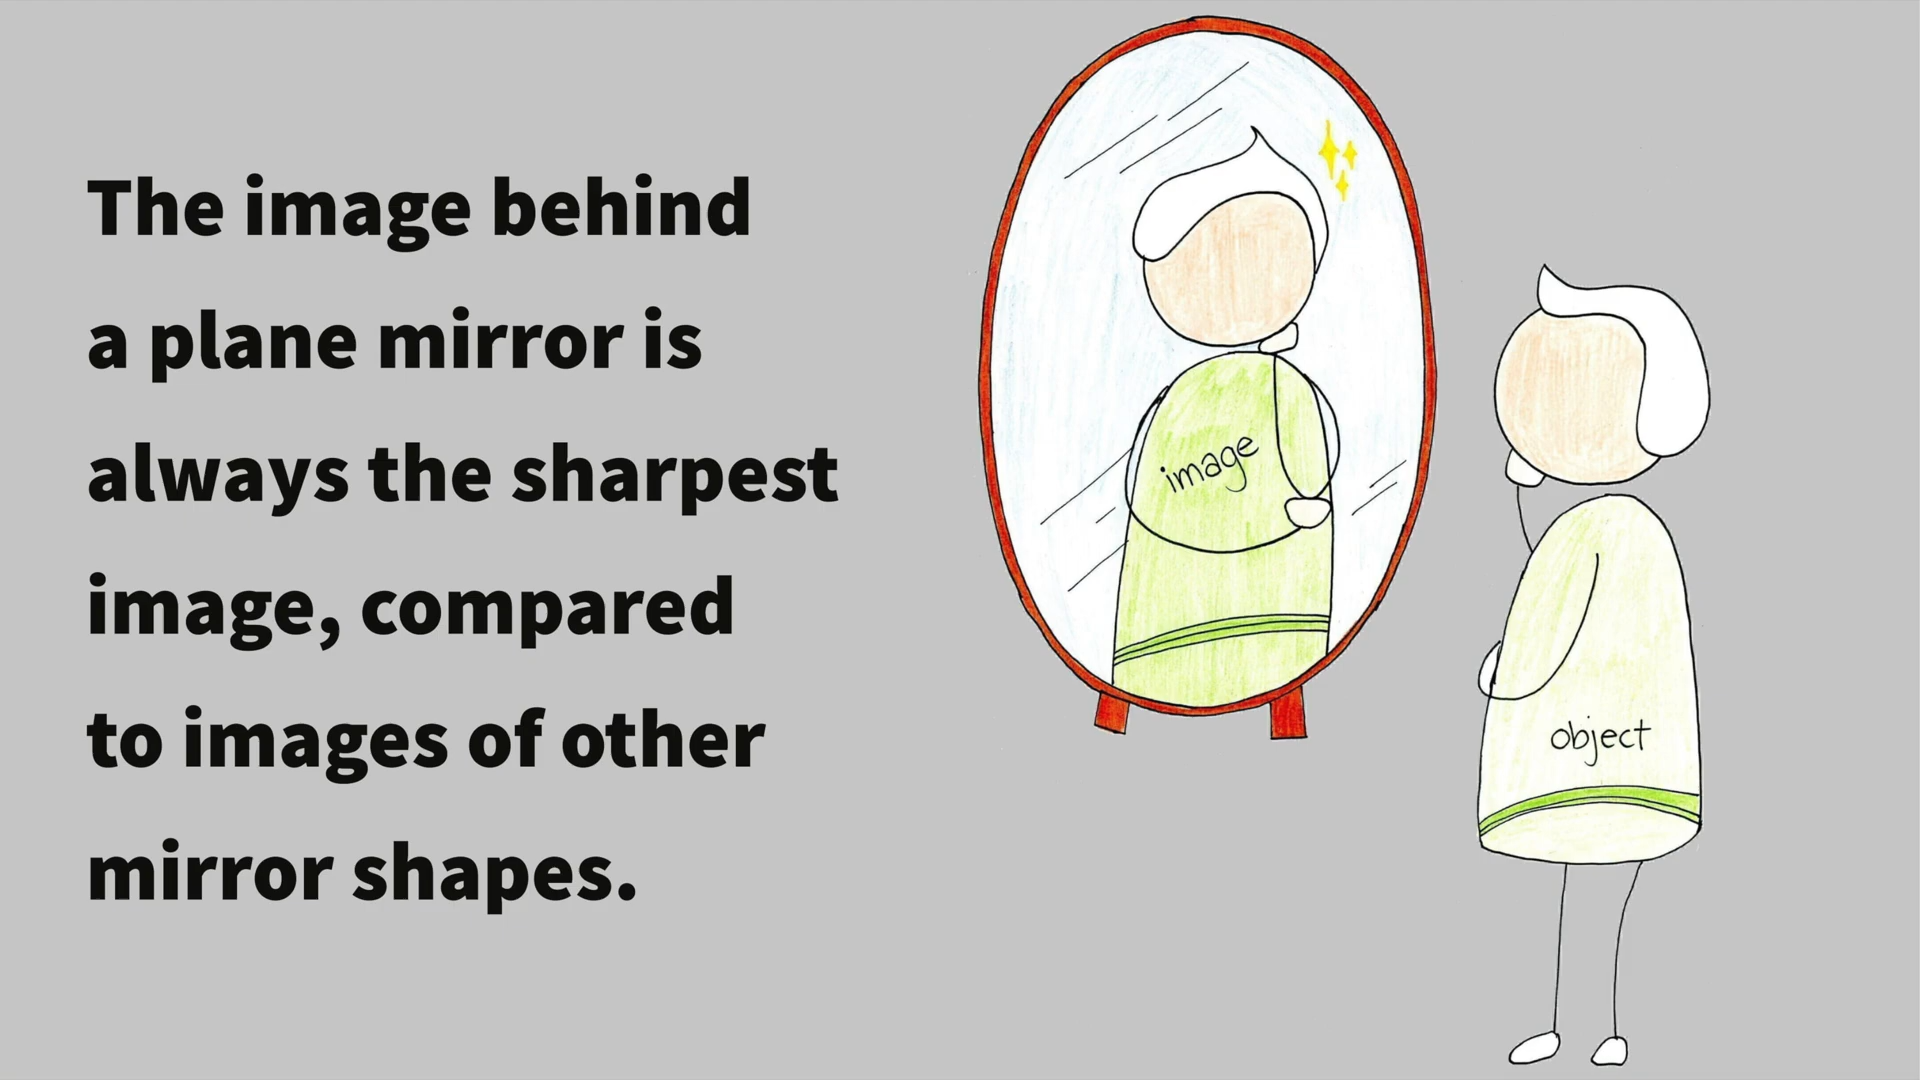 The image behind
a plane mirror is
always the sharpest
image, compared
to images of other
mirror shapes.
image
object